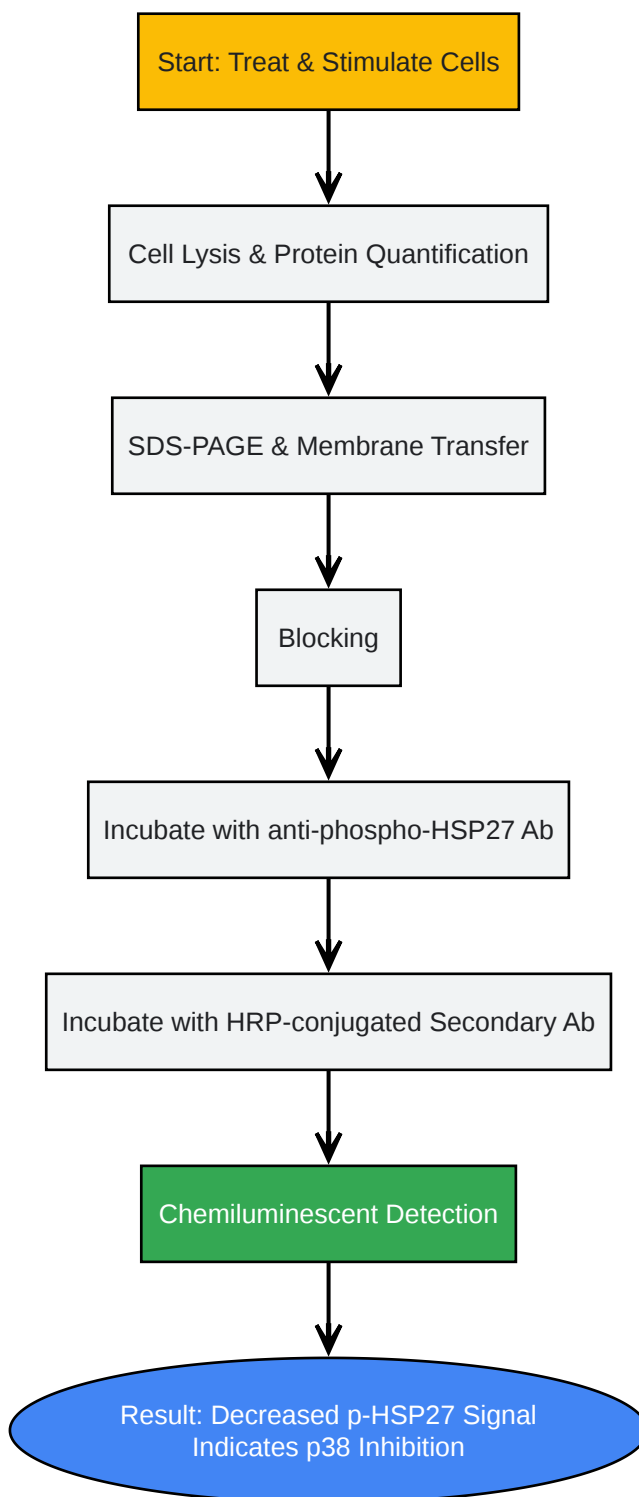 Start: Treat & Stimulate Cells
Cell Lysis & Protein Quantification
SDS-PAGE & Membrane Transfer
Blocking
Incubate with anti-phospho-HSP27 Ab
Incubate with HRP-conjugated Secondary Ab
Chemiluminescent Detection
Result: Decreased p-HSP27 Signal
Indicates p38 Inhibition